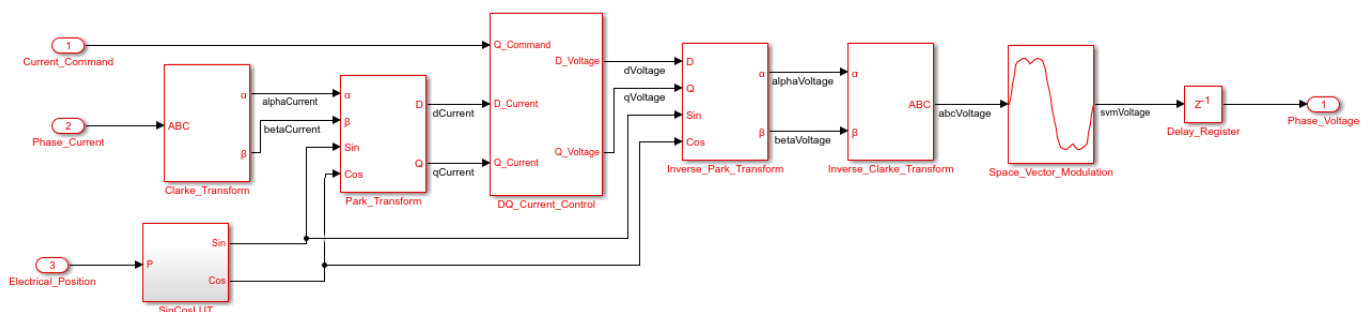 1
Current_Command
2
Phase_Current
3
Electrical_Position
ABC
α
β
Clarke_Transform
alphaCurrent
betaCurrent
P
Sin
Cos
SinCosLUT
α
β
Sin
Cos
D
Q
Park_Transform
dCurrent
qCurrent
Q_Command
D_Current
Q_Current
D_Voltage
Q_Voltage
DQ_Current_Control
dVoltage
qVoltage
D
Q
Sin
Cos
α
β
Inverse_Park_Transform
alphaVoltage
betaVoltage
α
β
ABC
Inverse_Clarke_Transform
abcVoltage
Space_Vector_Modulation
svmVoltage
Z⁻¹
Delay_Register
1
Phase_Voltage